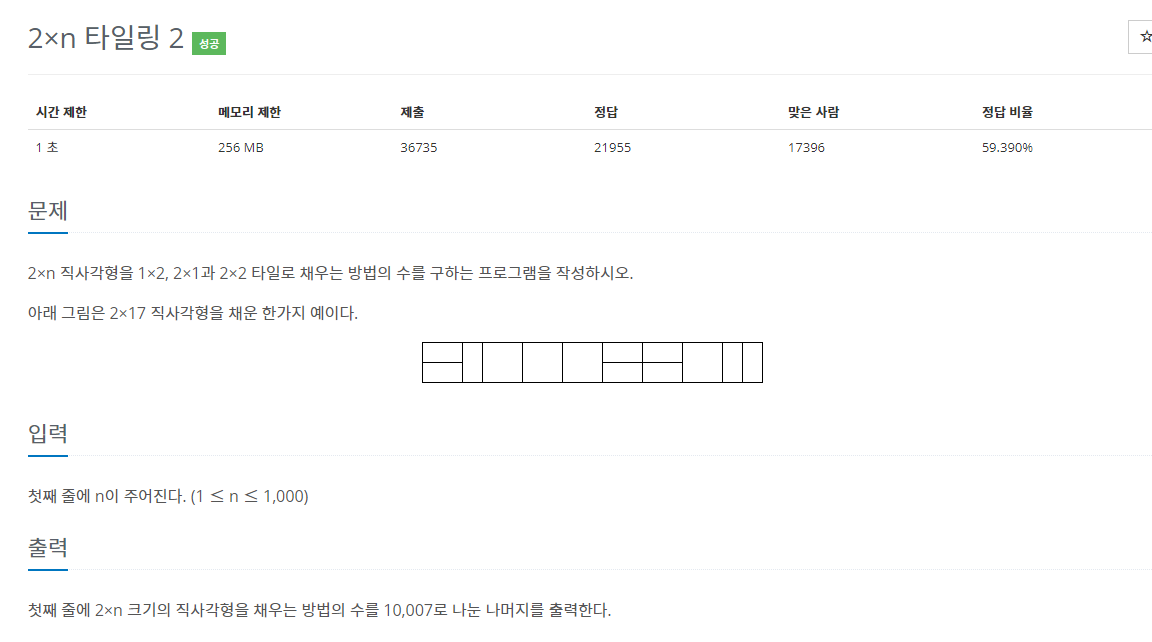 2×n 타일링 2 성공
시간 제한 메모리 제한 제출 정답 맞은 사람 정답 비율
1 초 256 MB 36735 21955 17396 59.390%
문제
2×n 직사각형을 1×2, 2×1과 2×2 타일로 채우는 방법의 수를 구하는 프로그램을 작성하시오.
아래 그림은 2×17 직사각형을 채운 한가지 예이다.
입력
첫째 줄에 n이 주어진다. (1 ≤ n ≤ 1,000)
출력
첫째 줄에 2×n 크기의 직사각형을 채우는 방법의 수를 10,007로 나눈 나머지를 출력한다.